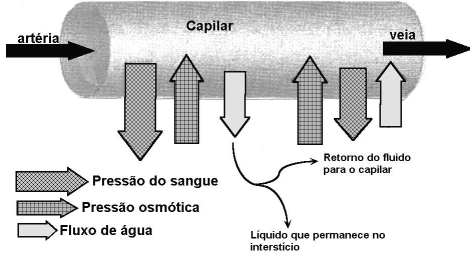 Capilar
artéria
veia
Retorno do fluido
para o capilar
Pressão do sangue
Pressão osmótica
Fluxo de água
Líquido que permanece no
interstício